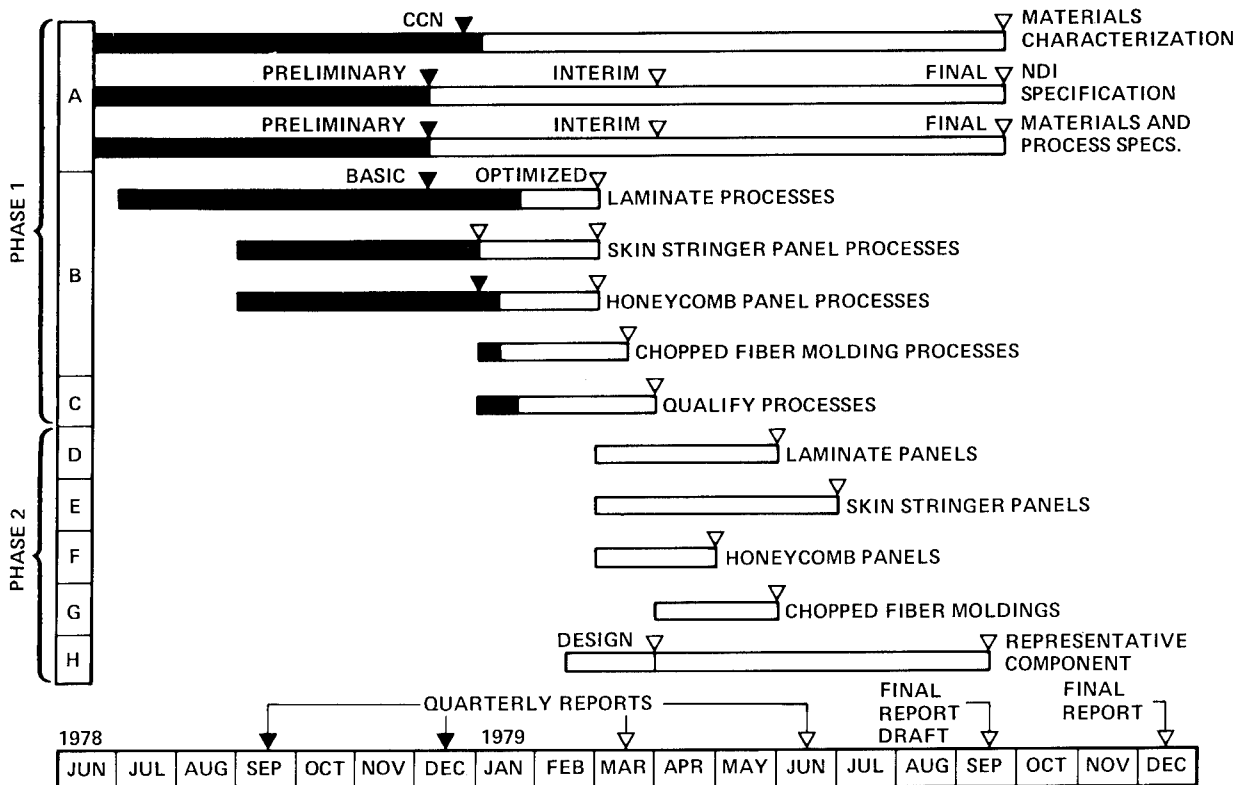 PHASE 1
PHASE 2
A
B
C
D
E
F
G
H
CCN
MATERIALS
CHARACTERIZATION
PRELIMINARY INTERIM FINAL NDI
SPECIFICATION
PRELIMINARY INTERIM FINAL MATERIALS AND
PROCESS SPECS.
BASIC OPTIMIZED
LAMINATE PROCESSES
SKIN STRINGER PANEL PROCESSES
HONEYCOMB PANEL PROCESSES
CHOPPED FIBER MOLDING PROCESSES
QUALIFY PROCESSES
LAMINATE PANELS
SKIN STRINGER PANELS
HONEYCOMB PANELS
CHOPPED FIBER MOLDINGS
DESIGN REPRESENTATIVE
COMPONENT
QUARTERLY REPORTS
FINAL
REPORT
DRAFT
FINAL
REPORT
1978 1979
JUN JUL AUG SEP OCT NOV DEC JAN FEB MAR APR MAY JUN JUL AUG SEP OCT NOV DEC